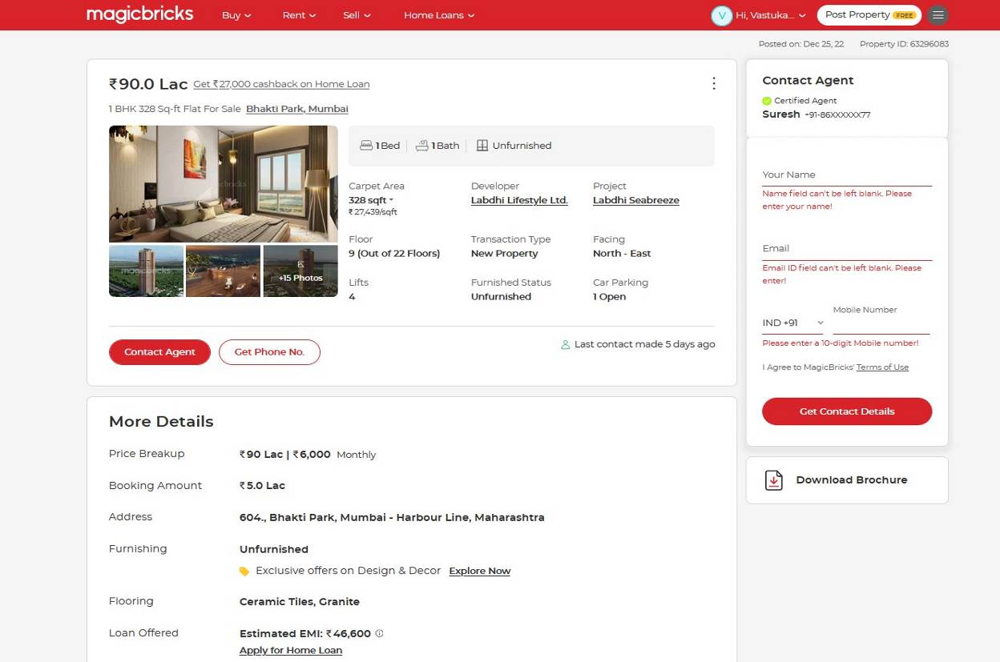 magicbricks
Buy
Rent
Sell
Home Loans
V
Hi, Vastuka...
Post Property FREE
Posted on: Dec 25, 22 Property ID: 63296083
₹90.0 Lac Get ₹27,000 cashback on Home Loan
1 BHK 328 Sq-ft Flat For Sale Bhakti Park, Mumbai
magicbricks
magicbricks
+15 Photos
1 Bed
1 Bath
Unfurnished
Carpet Area
328 sqft
₹27,439/sqft
Developer
Labdhi Lifestyle Ltd.
Project
Labdhi Seabreeze
Floor
9 (Out of 22 Floors)
Transaction Type
New Property
Facing
North - East
Lifts
4
Furnished Status
Unfurnished
Car Parking
1 Open
Contact Agent
Get Phone No.
Last contact made 5 days ago
More Details
Price Breakup
₹90 Lac | ₹6,000 Monthly
Booking Amount
₹5.0 Lac
Address
604., Bhakti Park, Mumbai - Harbour Line, Maharashtra
Furnishing
Unfurnished
Exclusive offers on Design & Decor Explore Now
Flooring
Ceramic Tiles, Granite
Loan Offered
Estimated EMI: ₹46,600
Apply for Home Loan
Contact Agent
Certified Agent
Suresh +91-86XXXXXX77
Your Name
Name field can't be left blank. Please
enter your name!
Email
Email ID field can't be left blank. Please
enter!
Mobile Number
IND +91
Please enter a 10-digit Mobile number!
I Agree to MagicBricks' Terms of Use
Get Contact Details
Download Brochure